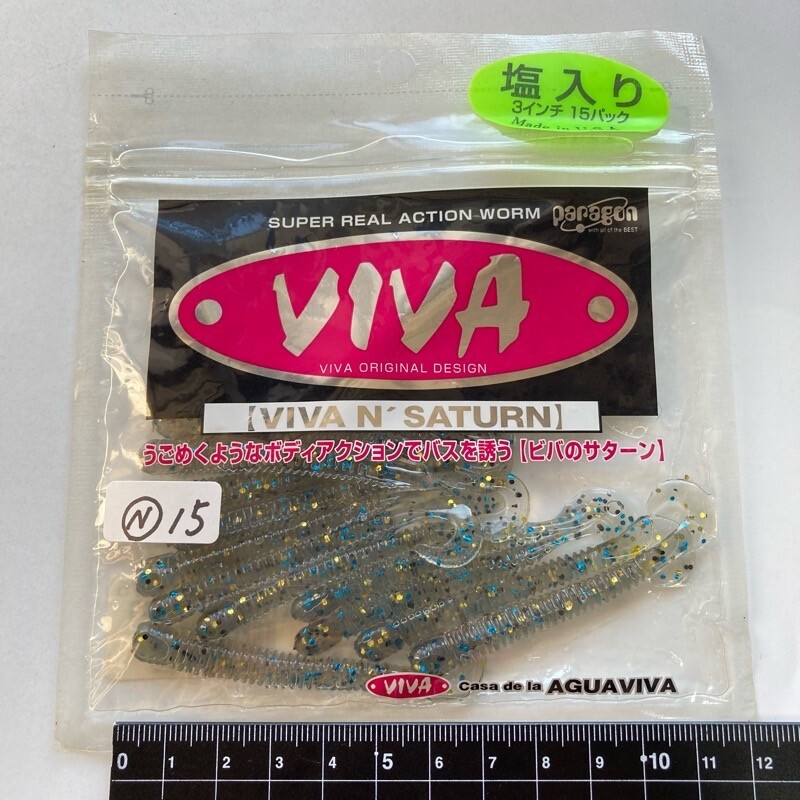 塩入り
3インチ 15パック
Made in U.S.A
SUPER REAL ACTION WORM
paragon
with all of the BEST
VIVA
VIVA ORIGINAL DESIGN
【VIVA N´ SATURN】
うごめくようなボディアクションでバスを誘う【ビバのサターン】
N 15
VIVA Casa de la AGUAVIVA
0 1 2 3 4 5 6 7 8 9 10 11 12